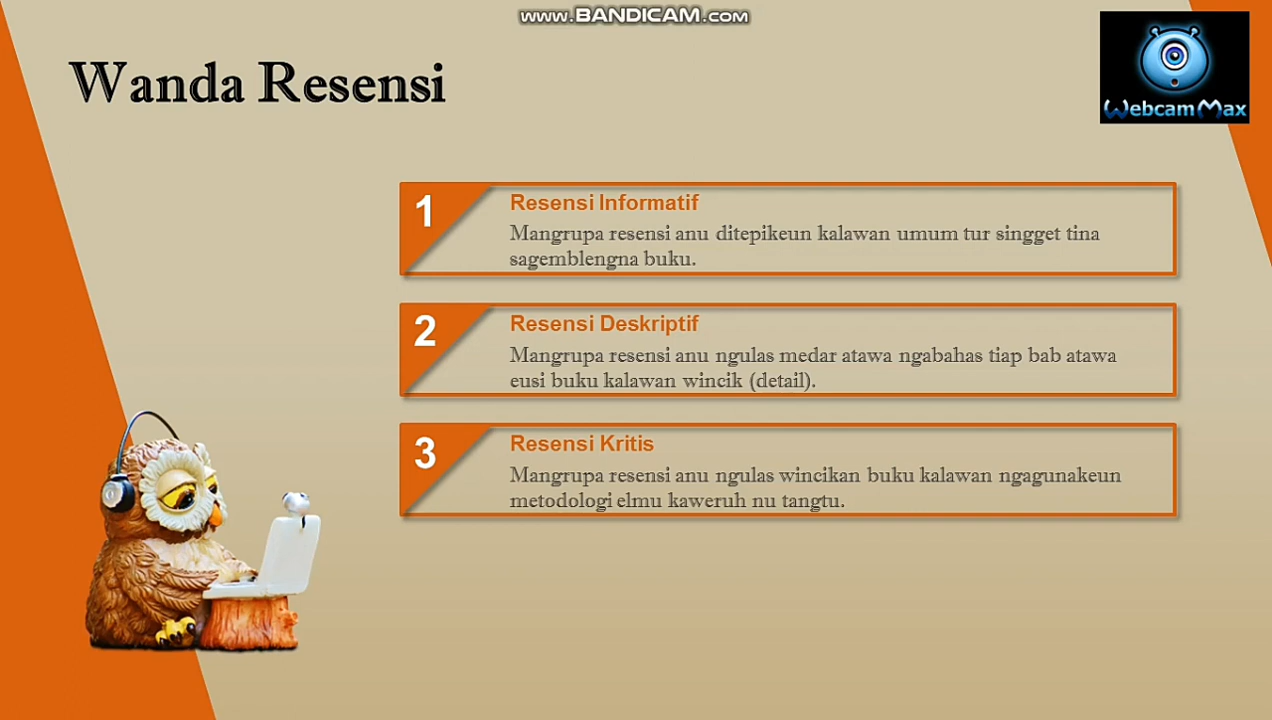 www.BANDICAM.com
WebcamMax
Wanda Resensi
1
Resensi Informatif
Mangrupa resensi anu ditepikeun kalawan umum tur singget tina
sagemblengna buku.
2
Resensi Deskriptif
Mangrupa resensi anu ngulas medar atawa ngabahas tiap bab atawa
eusi buku kalawan wincik (detail).
3
Resensi Kritis
Mangrupa resensi anu ngulas wincikan buku kalawan ngagunakeun
metodologi elmu kaweruh nu tangtu.